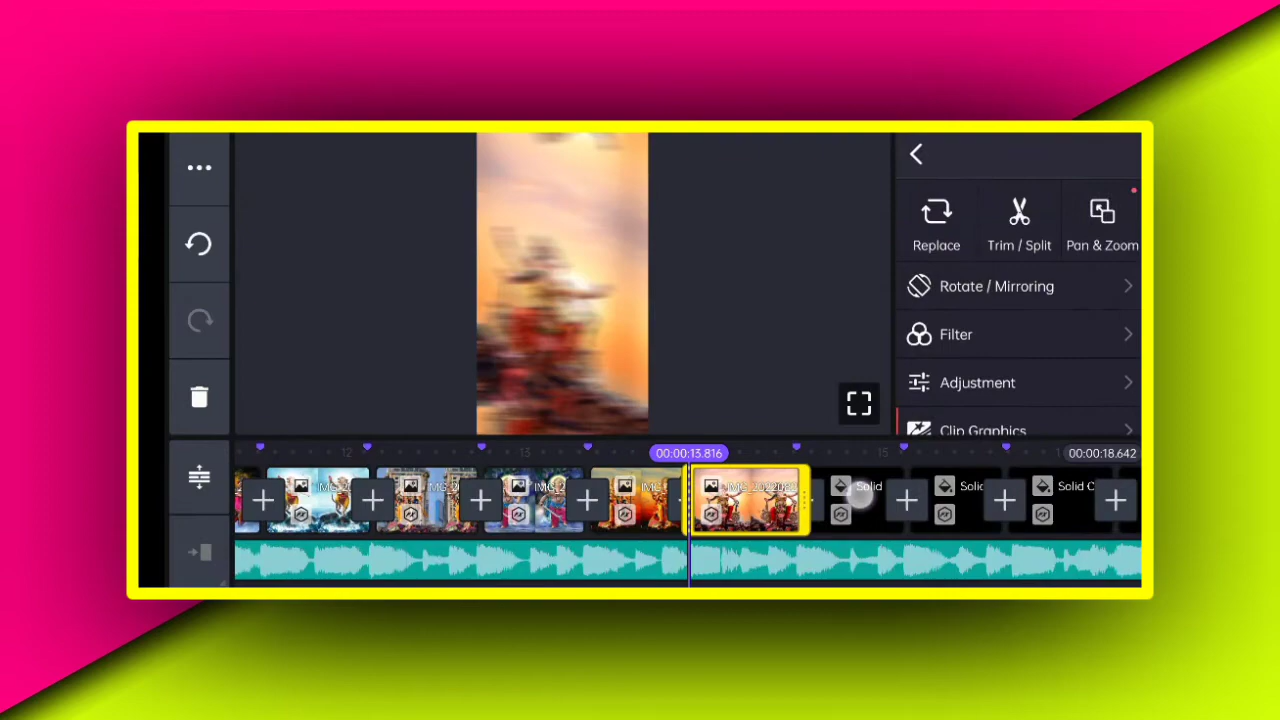 Replace
Trim / Split
Pan & Zoom
Rotate / Mirroring
Filter
Adjustment
Clip Graphics
12
13
00:00:13.816
15
00:00:18.642
Solid
Solid C